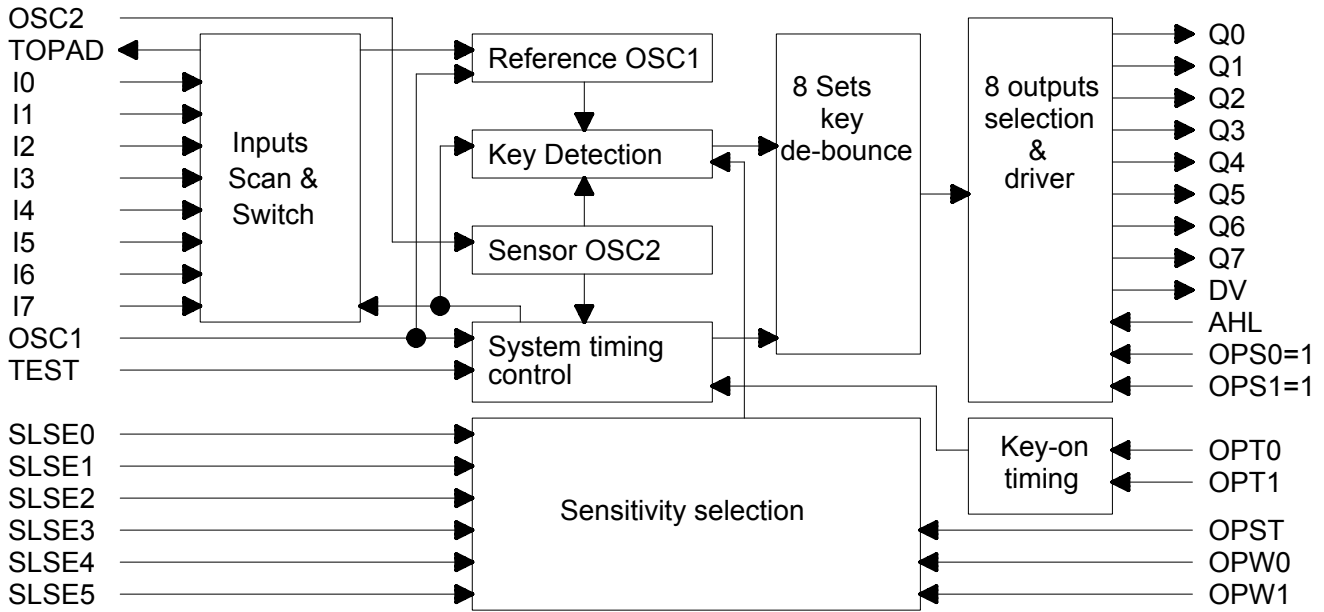 OSC2
TOPAD
I0
I1
I2
I3
I4
I5
I6
I7
OSC1
TEST
SLSE0
SLSE1
SLSE2
SLSE3
SLSE4
SLSE5
Inputs
Scan &
Switch
Reference OSC1
Key Detection
Sensor OSC2
System timing
control
Sensitivity selection
8 Sets
key
de-bounce
8 outputs
selection
&
driver
Key-on
timing
Q0
Q1
Q2
Q3
Q4
Q5
Q6
Q7
DV
AHL
OPS0=1
OPS1=1
OPT0
OPT1
OPST
OPW0
OPW1